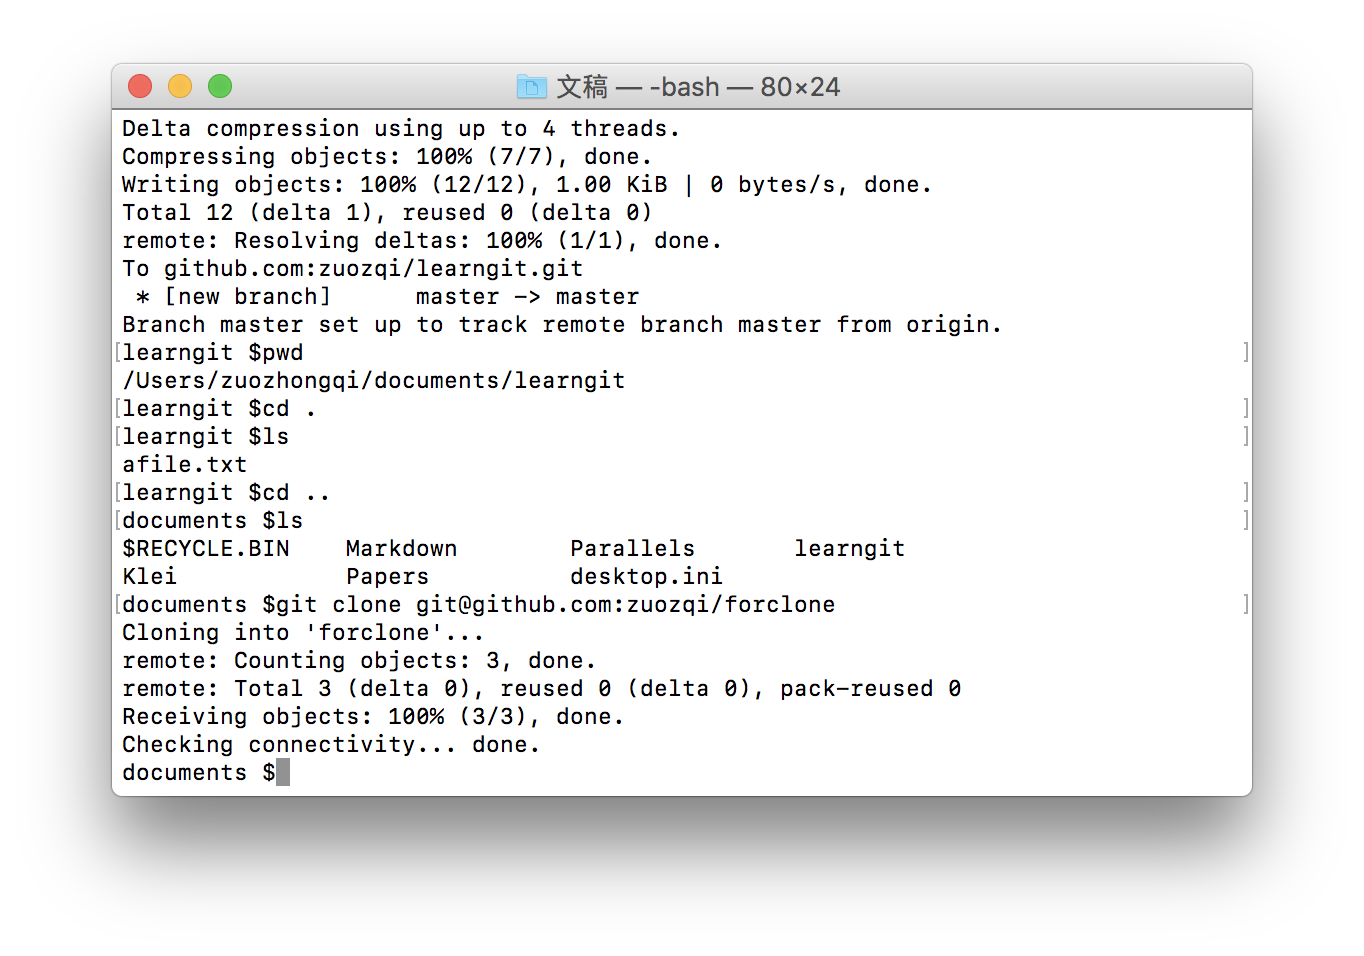 文稿 — -bash — 80×24
Delta compression using up to 4 threads.
Compressing objects: 100% (7/7), done.
Writing objects: 100% (12/12), 1.00 KiB | 0 bytes/s, done.
Total 12 (delta 1), reused 0 (delta 0)
remote: Resolving deltas: 100% (1/1), done.
To github.com:zuozqi/learngit.git
 * [new branch]      master -> master
Branch master set up to track remote branch master from origin.
[learngit $pwd ]
/Users/zuozhongqi/documents/learngit
[learngit $cd . ]
[learngit $ls ]
afile.txt
[learngit $cd .. ]
[documents $ls ]
$RECYCLE.BIN    Markdown        Parallels       learngit
Klei            Papers          desktop.ini
[documents $git clone git@github.com:zuozqi/forclone ]
Cloning into 'forclone'...
remote: Counting objects: 3, done.
remote: Total 3 (delta 0), reused 0 (delta 0), pack-reused 0
Receiving objects: 100% (3/3), done.
Checking connectivity... done.
documents $